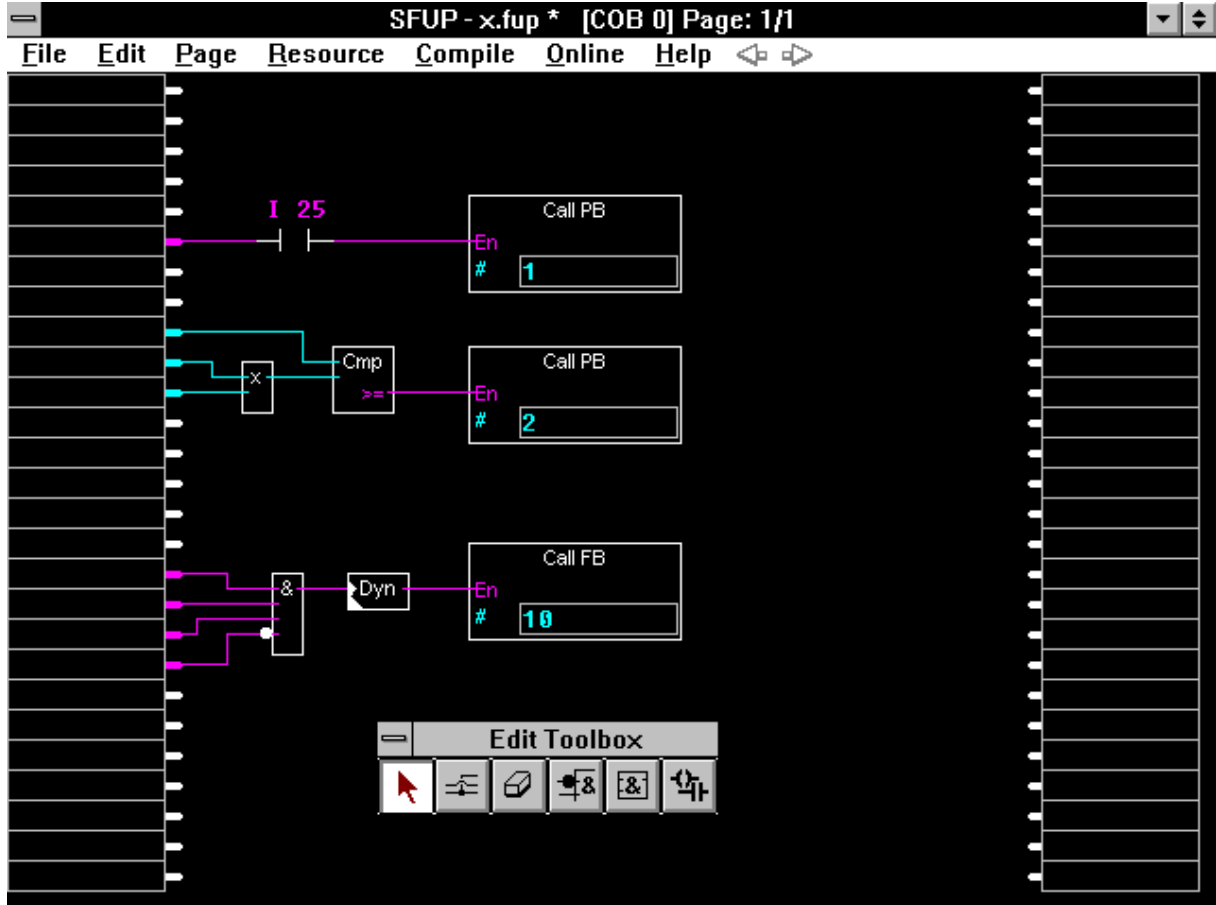 SFUP - x.fup * [COB 0] Page: 1/1
File Edit Page Resource Compile Online Help
I 25
Call PB
En
# 1
x
Cmp
>=
Call PB
En
# 2
&
Dyn
Call FB
En
# 10
Edit Toolbox
& &